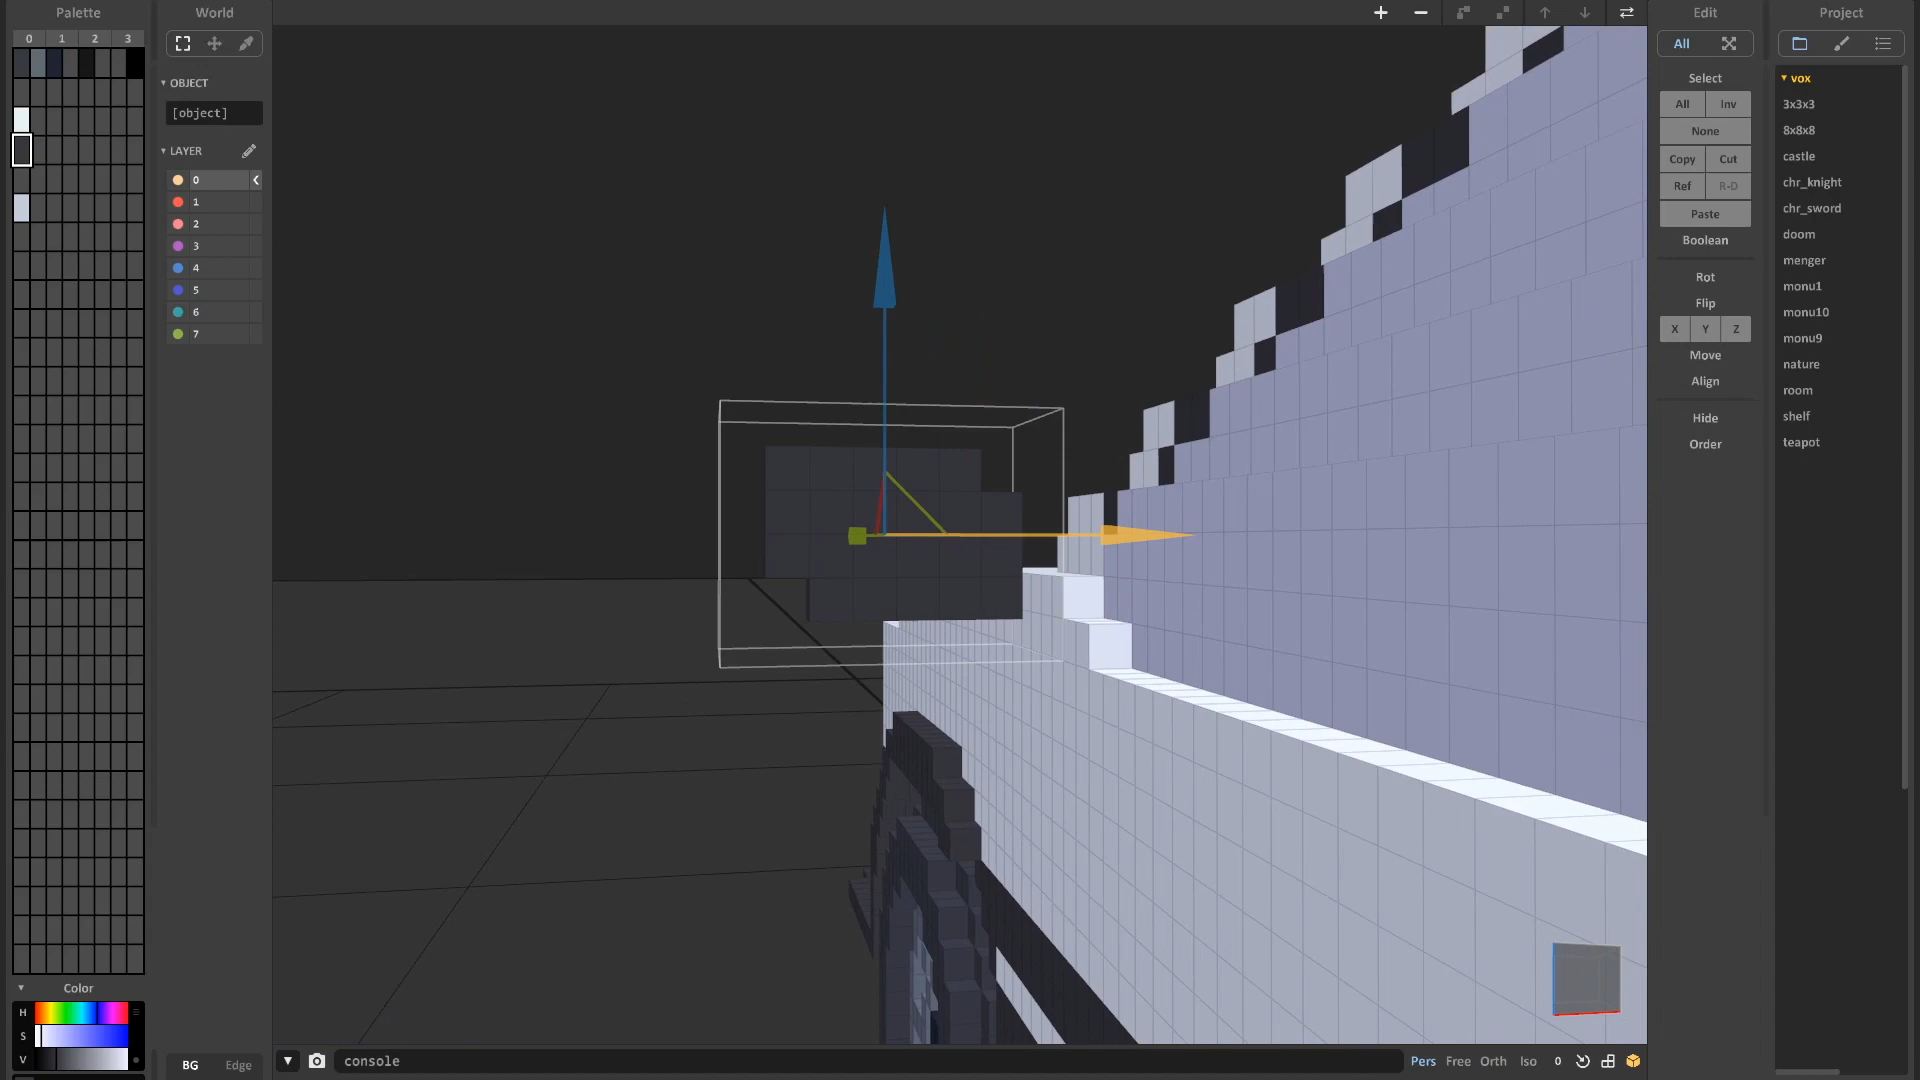 Palette
0 1 2 3
Color
H
S
V
World
OBJECT
[object]
LAYER
0
1
2
3
4
5
6
7
BG Edge
console
Pers Free Orth Iso 0
Edit
All
Select
All Inv
None
Copy Cut
Ref R-D
Paste
Boolean
Rot
Flip
X Y Z
Move
Align
Hide
Order
Project
vox
3x3x3
8x8x8
castle
chr_knight
chr_sword
doom
menger
monu1
monu10
monu9
nature
room
shelf
teapot